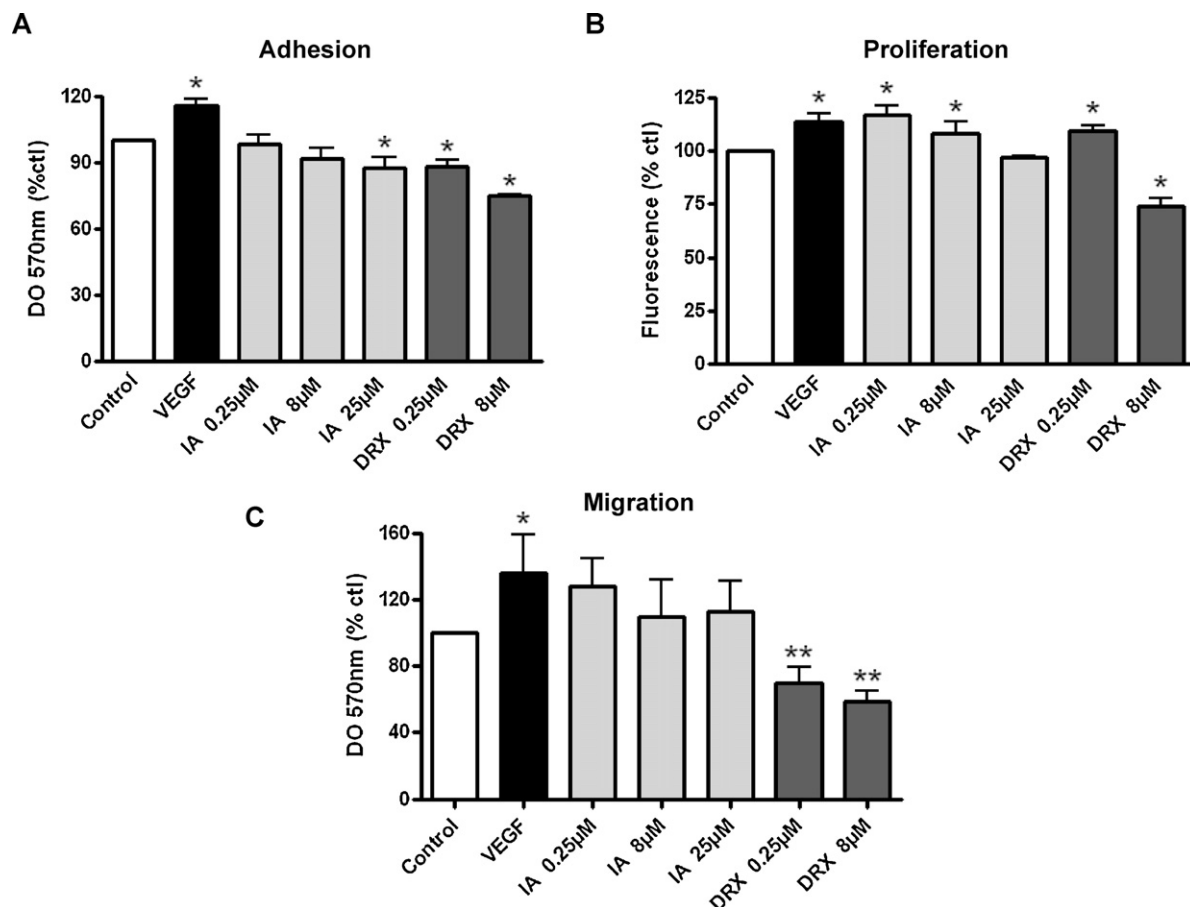 A
Adhesion
DO 570nm (%ctl)
120
90
60
30
0
*
*
*
*
Control
VEGF
IA 0.25µM
IA 8µM
IA 25µM
DRX 0.25µM
DRX 8µM
B
Proliferation
Fluorescence (% ctl)
125
100
75
50
25
0
*
*
*
*
*
Control
VEGF
IA 0.25µM
IA 8µM
IA 25µM
DRX 0.25µM
DRX 8µM
C
Migration
DO 570nm (% ctl)
160
120
80
40
0
*
**
**
Control
VEGF
IA 0.25µM
IA 8µM
IA 25µM
DRX 0.25µM
DRX 8µM